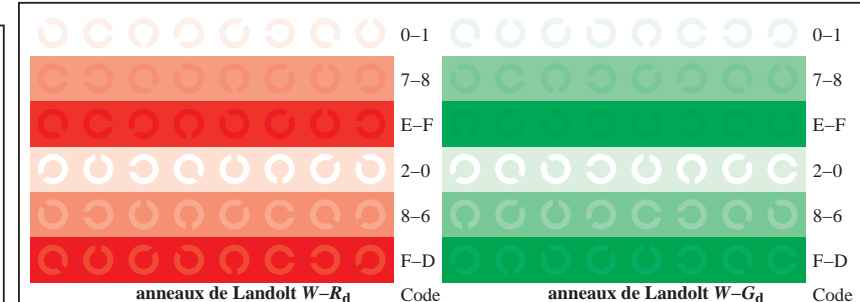 0–1 0–1
7–8 7–8
E–F E–F
2–0 2–0
8–6 8–6
F–D F–D
anneaux de Landolt W–Rd Code anneaux de Landolt W–Gd Code